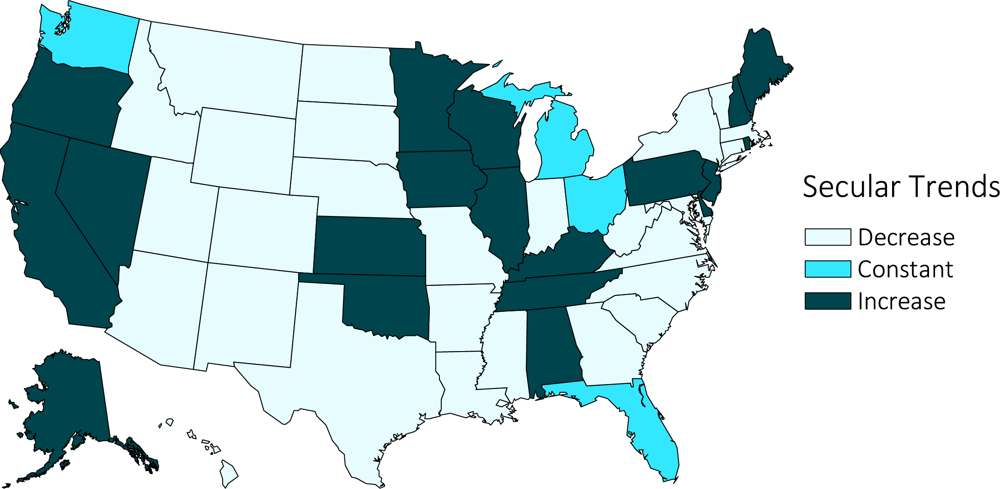 Secular Trends
Decrease
Constant
Increase